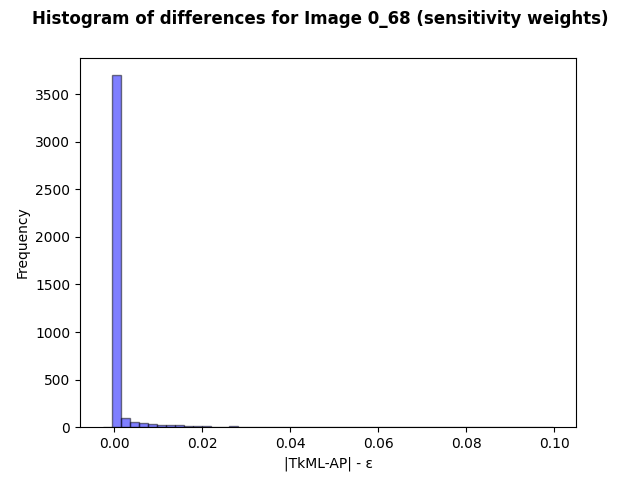 Histogram of differences for Image 0_68 (sensitivity weights)
3500
3000
2500
2000
1500
1000
500
0
Frequency
0.00 0.02 0.04 0.06 0.08 0.10
|TkML-AP| - ε